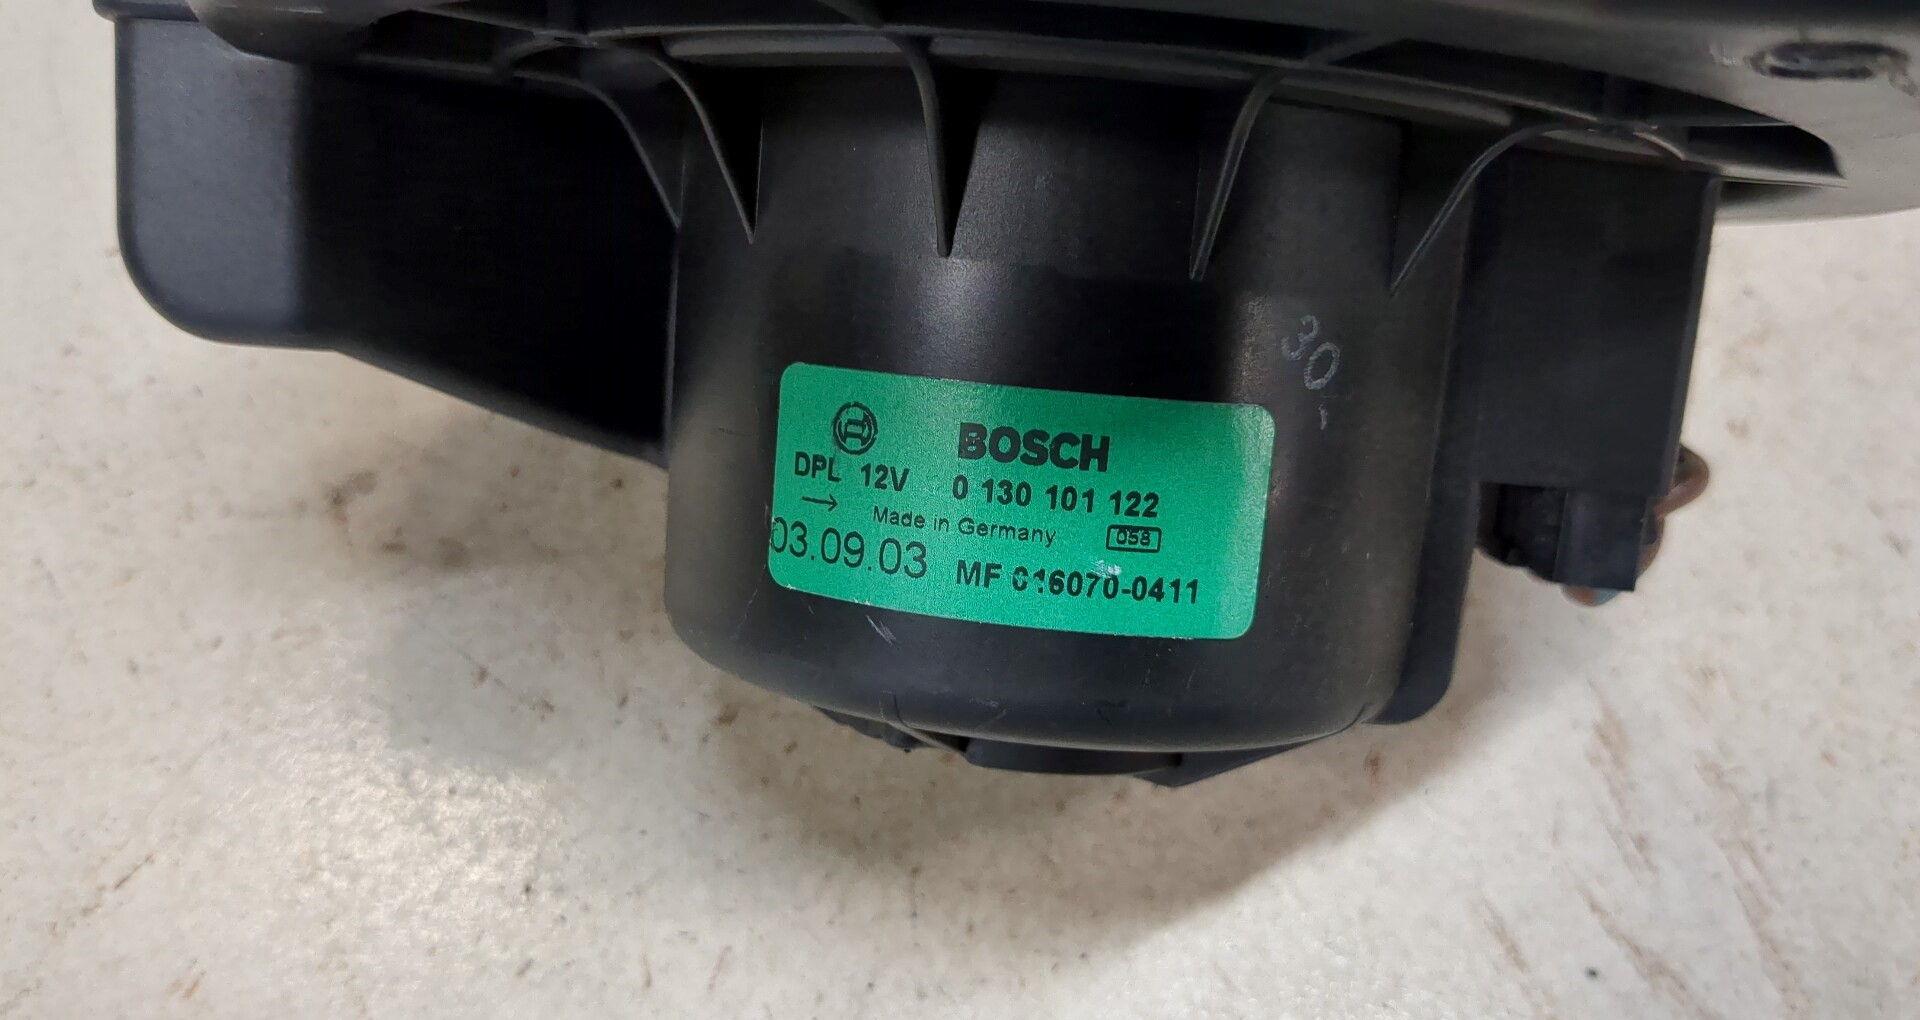 30,-
BOSCH
DPL 12V 0 130 101 122
→ Made in Germany 058
03.09.03 MF 016070-0411